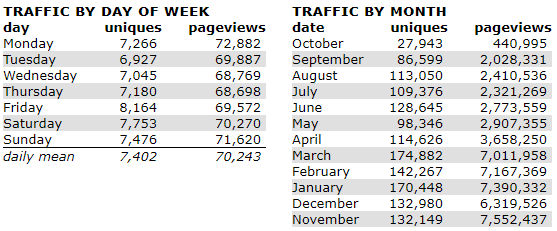 TRAFFIC BY DAY OF WEEK
day uniques pageviews
Monday 7,266 72,882
Tuesday 6,927 69,887
Wednesday 7,045 68,769
Thursday 7,180 68,698
Friday 8,164 69,572
Saturday 7,753 70,270
Sunday 7,476 71,620
daily mean 7,402 70,243
TRAFFIC BY MONTH
date uniques pageviews
October 27,943 440,995
September 86,599 2,028,331
August 113,050 2,410,536
July 109,376 2,321,269
June 128,645 2,773,559
May 98,346 2,907,355
April 114,626 3,658,250
March 174,882 7,011,958
February 142,267 7,167,369
January 170,448 7,390,332
December 132,980 6,319,526
November 132,149 7,552,437